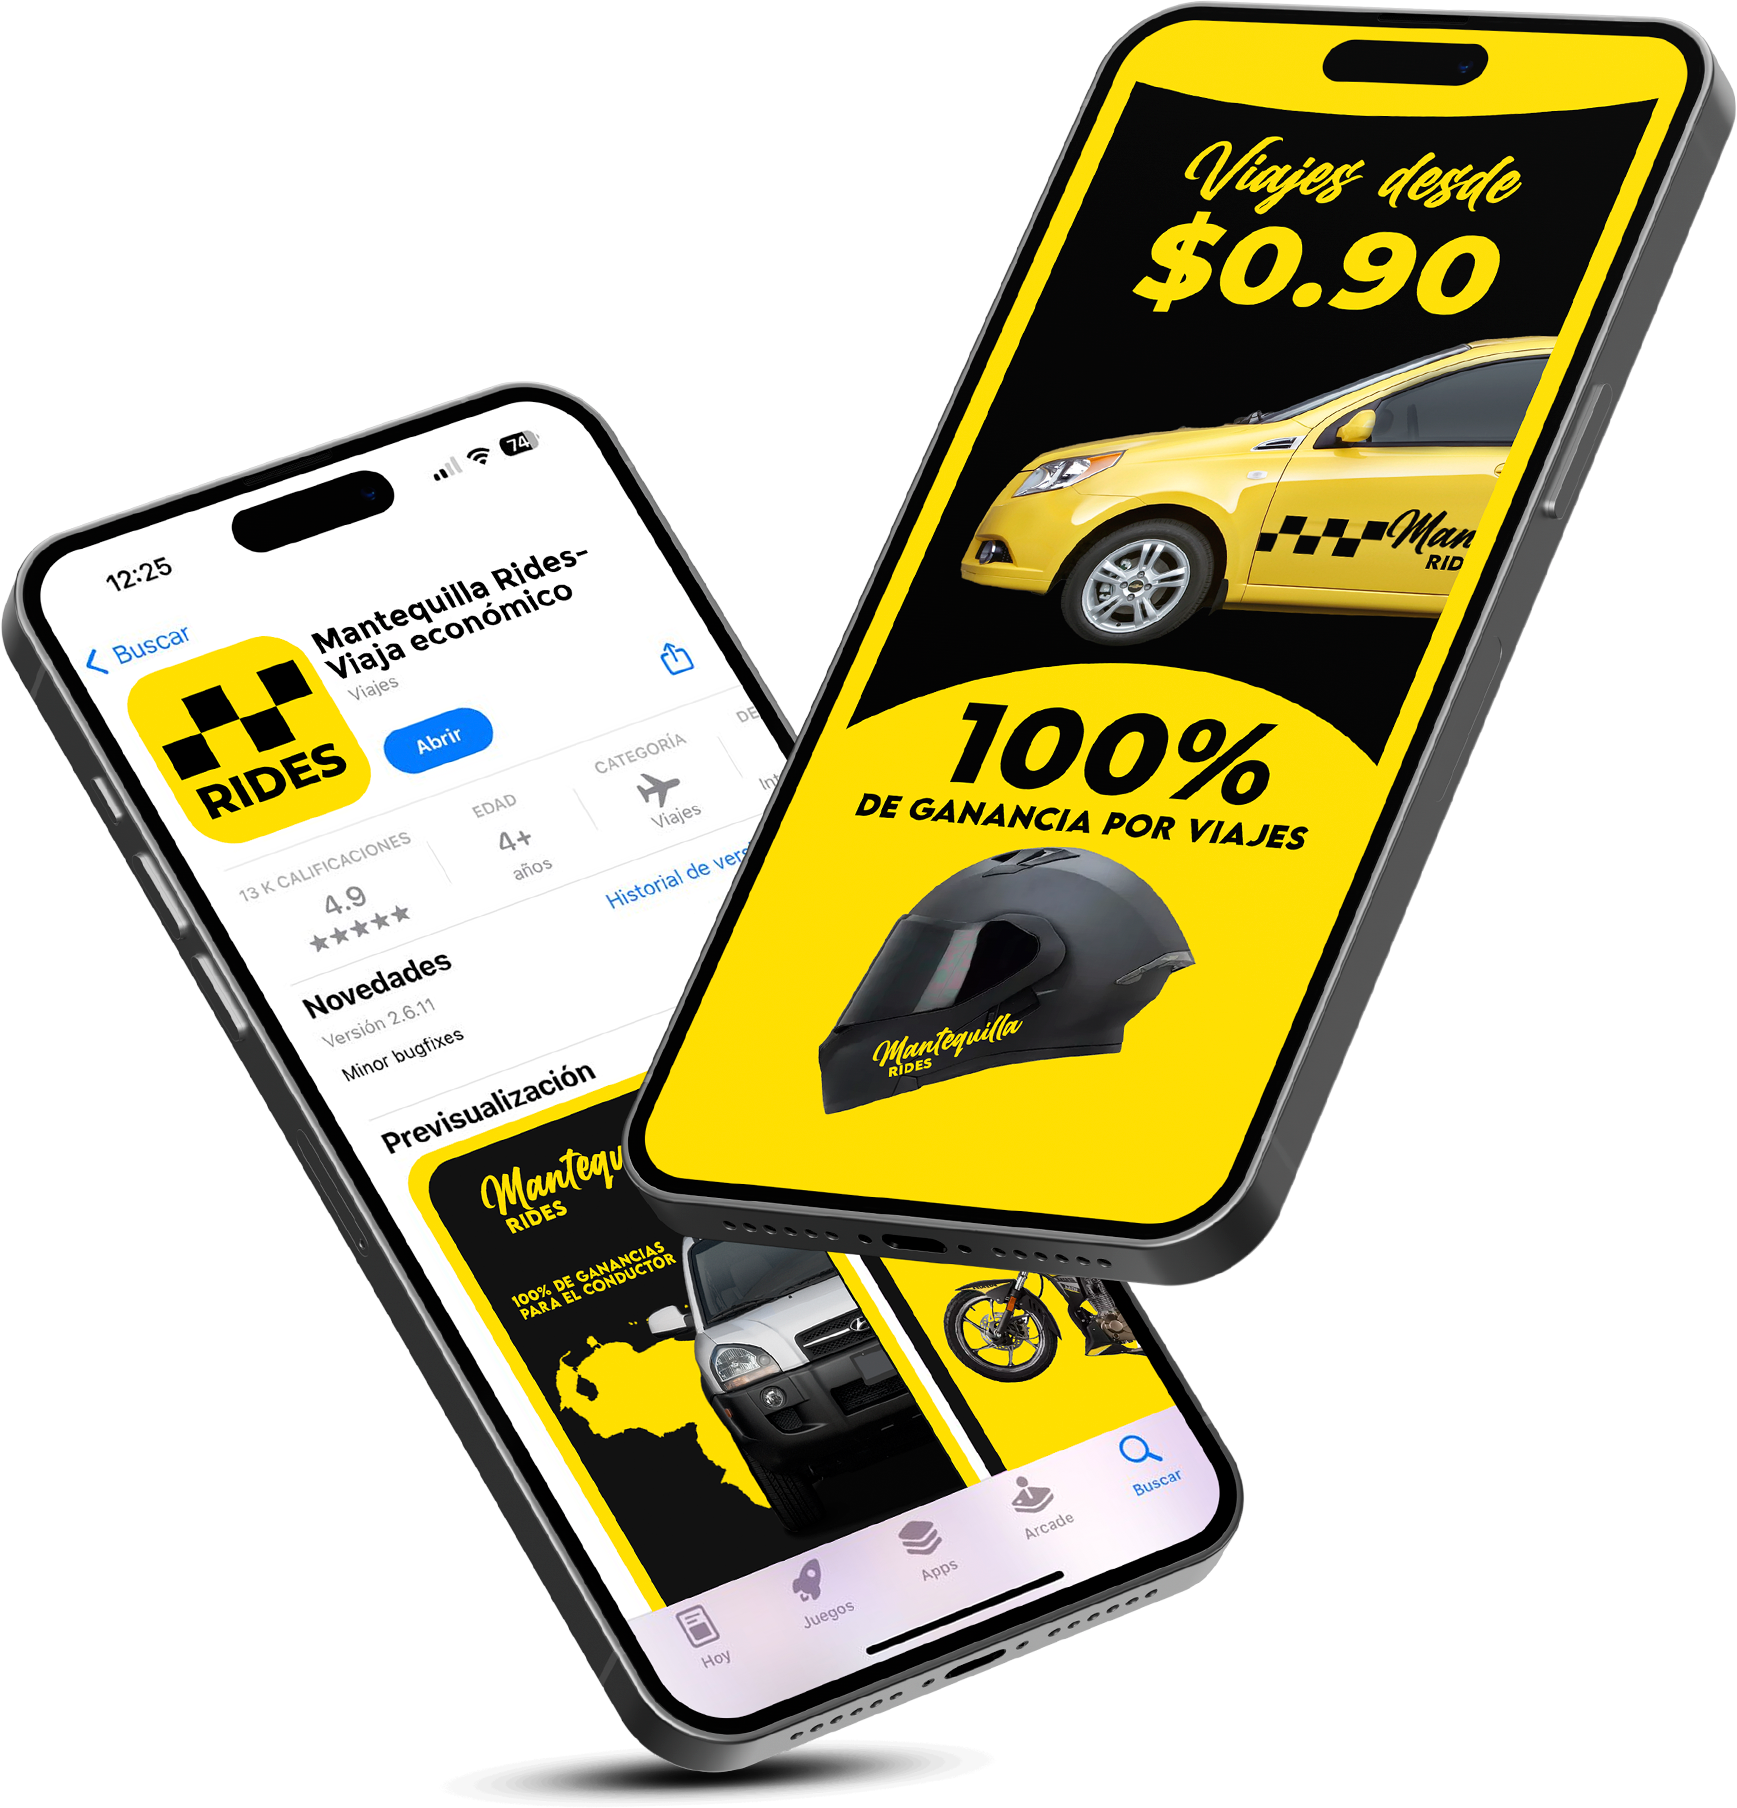 12:25
74
Buscar
Mantequilla Rides-
Viaja económico
Viajes
Abrir
RIDES
13 K CALIFICACIONES
4.9
EDAD
4+
años
CATEGORÍA
Viajes
DE
Int
Historial de vers
Novedades
Versión 2.6.11
Minor bugfixes
Previsualización
Mantequ
RIDES
100% DE GANANCIAS
PARA EL CONDUCTOR
Hoy
Juegos
Apps
Arcade
Buscar
Viajes desde
$0.90
Man
RID
100%
DE GANANCIA POR VIAJES
Mantequilla
RIDES